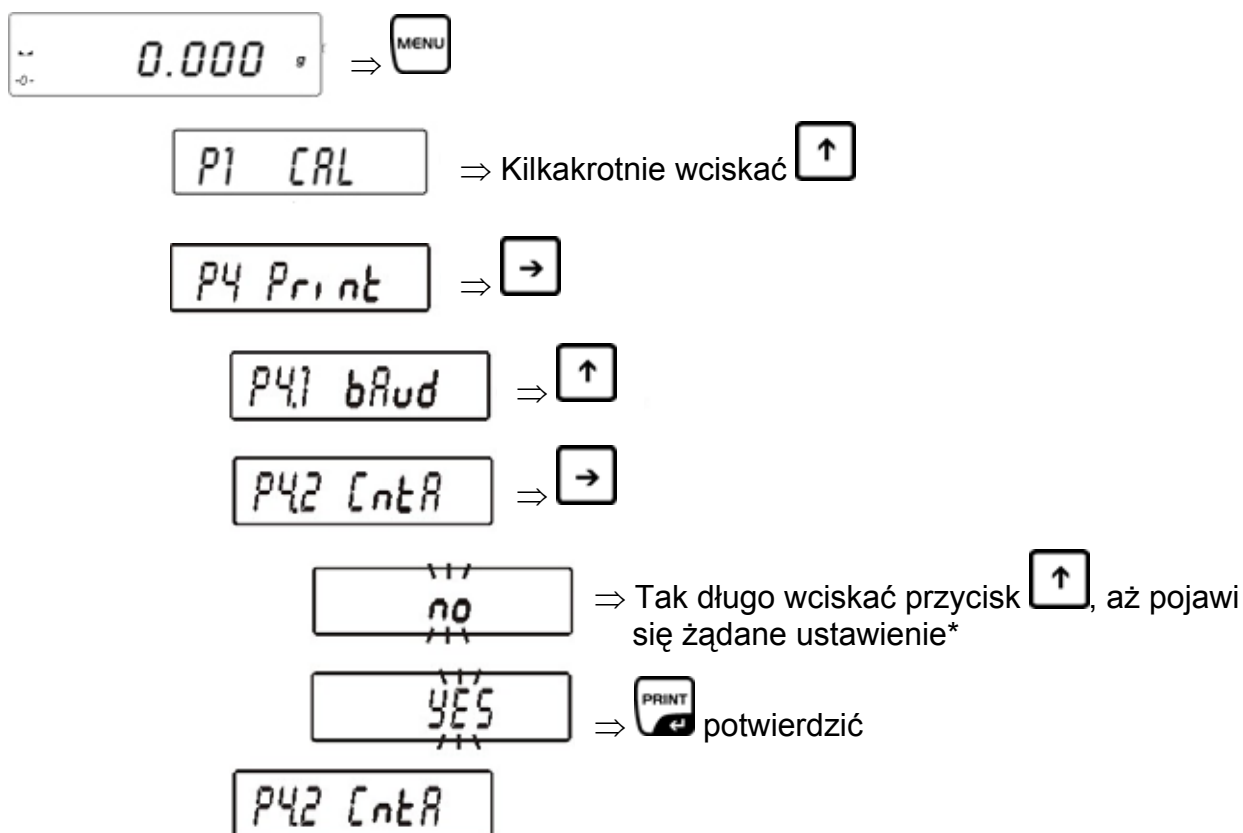 -0- 0.000 g ⇒ MENU
P1 CAL ⇒ Kilkakrotnie wciskać ↑
P4 Print ⇒ →
P4.1 bAud ⇒ ↑
P4.2 CntA ⇒ →
no ⇒ Tak długo wciskać przycisk ↑, aż pojawi
się żądane ustawienie*
YES ⇒ PRINT potwierdzić
P4.2 CntA